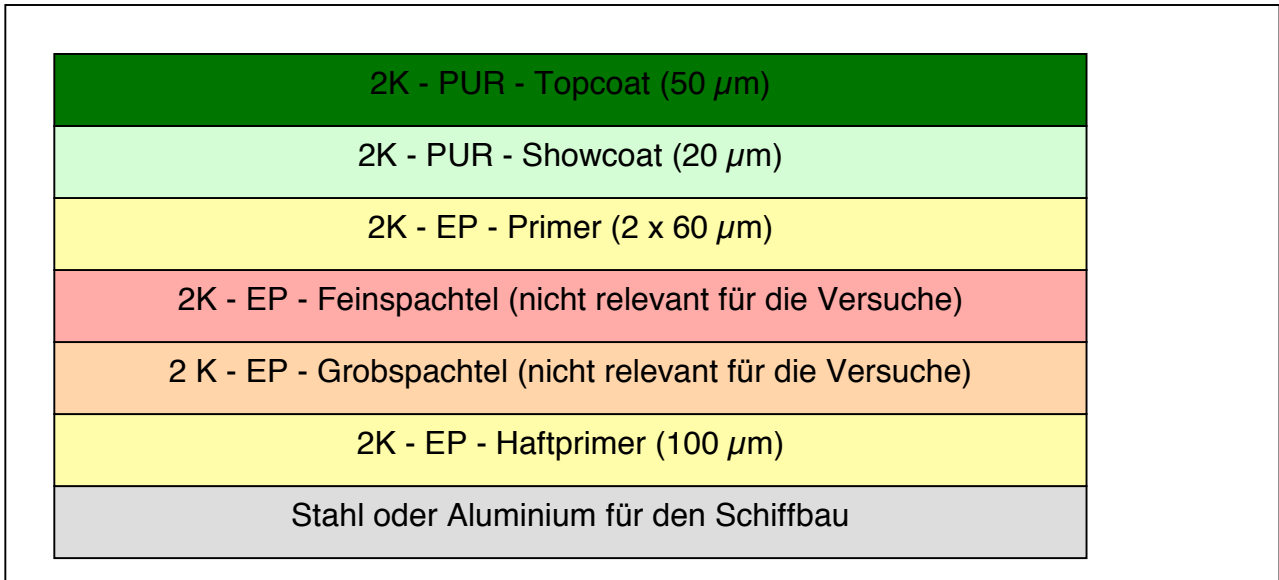 2K - PUR - Topcoat (50 µm)
2K - PUR - Showcoat (20 µm)
2K - EP - Primer (2 x 60 µm)
2K - EP - Feinspachtel (nicht relevant für die Versuche)
2 K - EP - Grobspachtel (nicht relevant für die Versuche)
2K - EP - Haftprimer (100 µm)
Stahl oder Aluminium für den Schiffbau